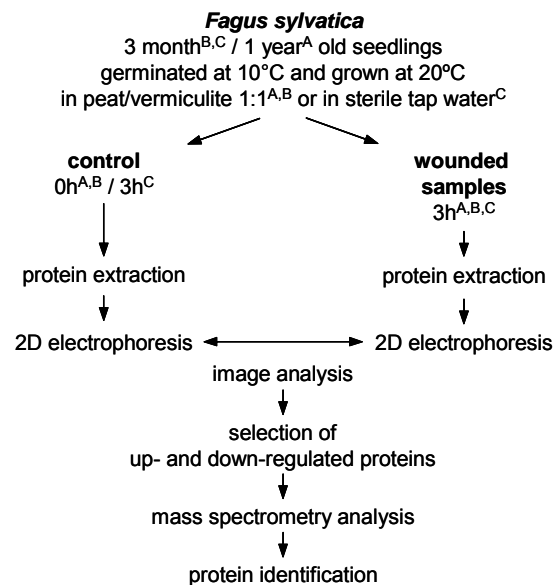 Fagus sylvatica
3 month^B,C / 1 year^A old seedlings
germinated at 10°C and grown at 20ºC
in peat/vermiculite 1:1^A,B or in sterile tap water^C
control
0h^A,B / 3h^C
wounded
samples
3h^A,B,C
protein extraction
protein extraction
2D electrophoresis
2D electrophoresis
image analysis
selection of
up- and down-regulated proteins
mass spectrometry analysis
protein identification